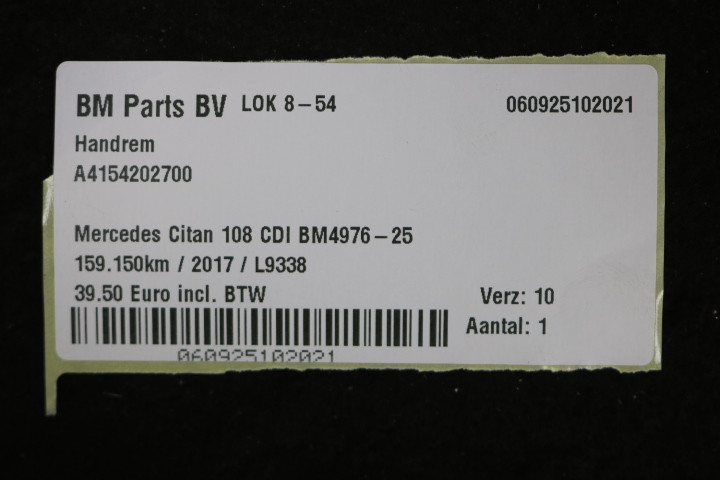 BM Parts BV LOK 8-54 060925102021
Handrem
A4154202700
Mercedes Citan 108 CDI BM4976-25
159.150km / 2017 / L9338
39.50 Euro incl. BTW Verz: 10
Aantal: 1
060925102021